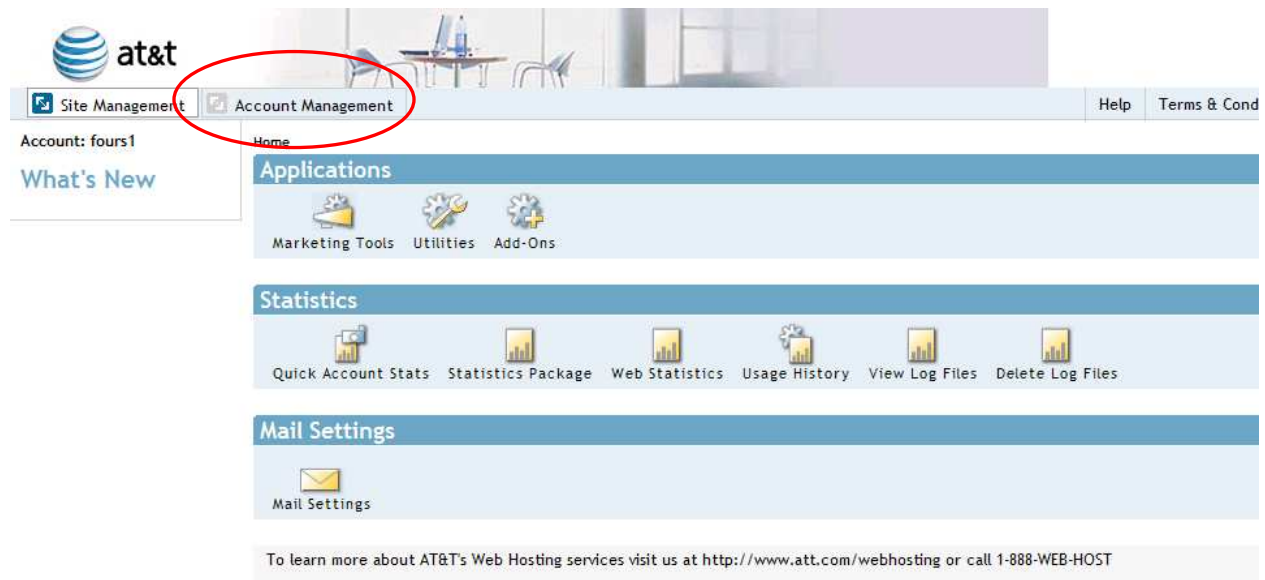 at&t
Site Management Account Management Help Terms & Cond
Account: fours1
Home
What's New
Applications
Marketing Tools Utilities Add-Ons
Statistics
Quick Account Stats Statistics Package Web Statistics Usage History View Log Files Delete Log Files
Mail Settings
Mail Settings
To learn more about AT&T's Web Hosting services visit us at http://www.att.com/webhosting or call 1-888-WEB-HOST